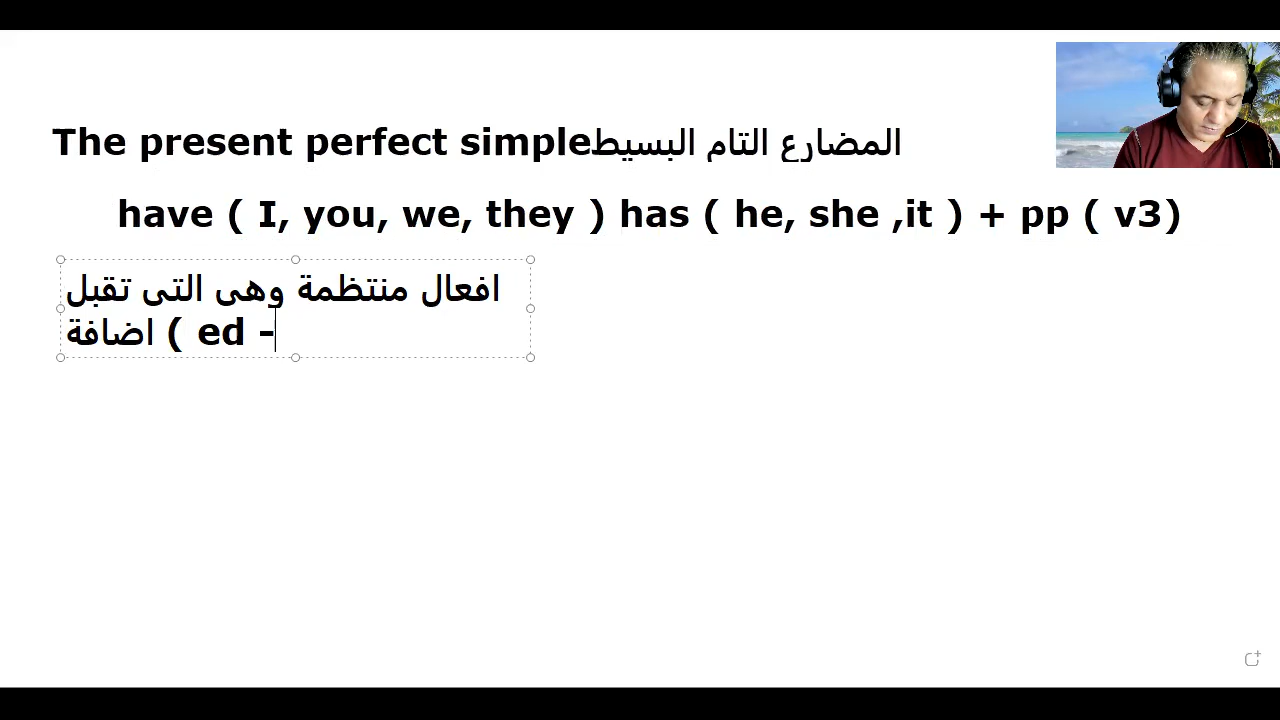 The present perfect simpleالمضارع التام البسيط
have ( I, you, we, they ) has ( he, she ,it ) + pp ( v3)
افعال منتظمة وهى التى تقبل
اضافة ( ed -